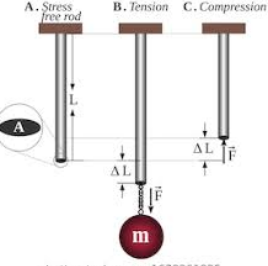 A. Stress
free rod
B. Tension
C. Compression
L
A
ΔL
F
ΔL
F
m